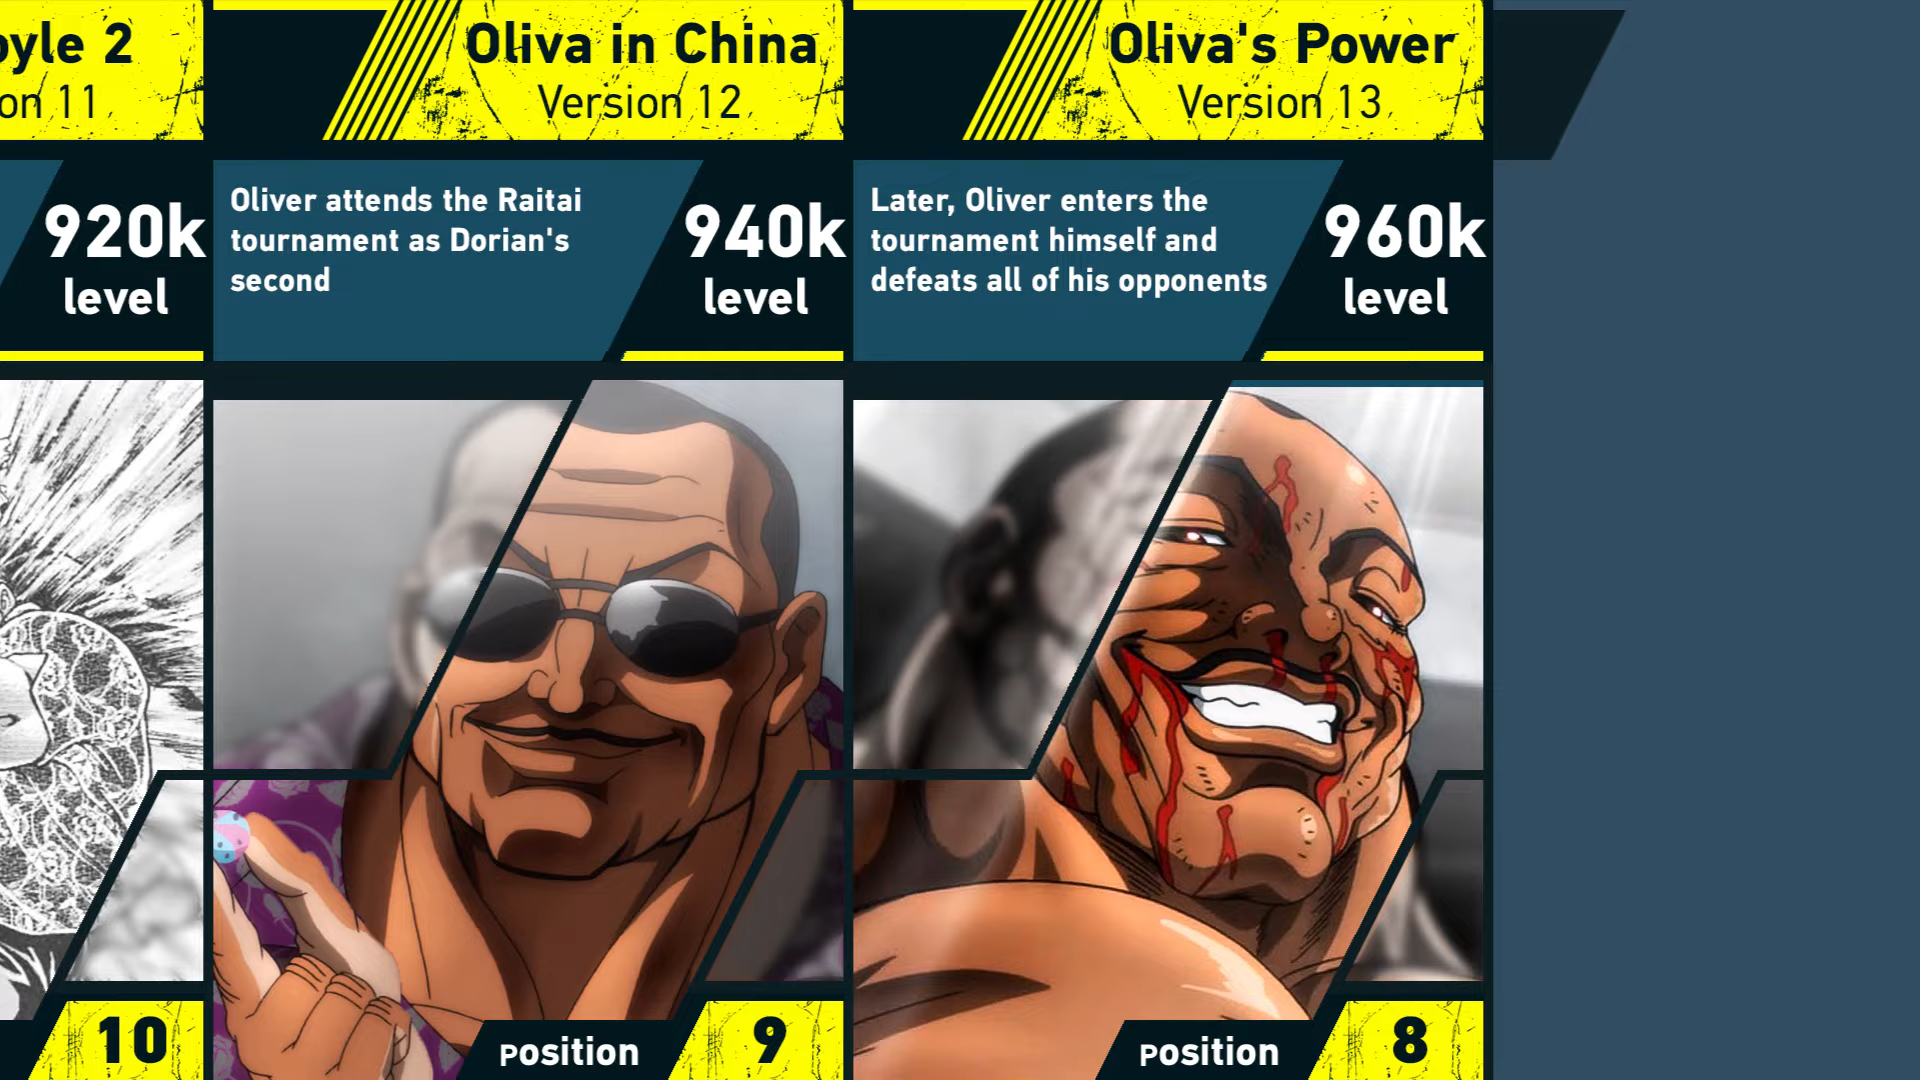 oyle 2
on 11
920k
level
10
Oliva in China
Version 12
Oliver attends the Raitai
tournament as Dorian's
second
940k
level
position
9
Oliva's Power
Version 13
Later, Oliver enters the
tournament himself and
defeats all of his opponents
960k
level
position
8